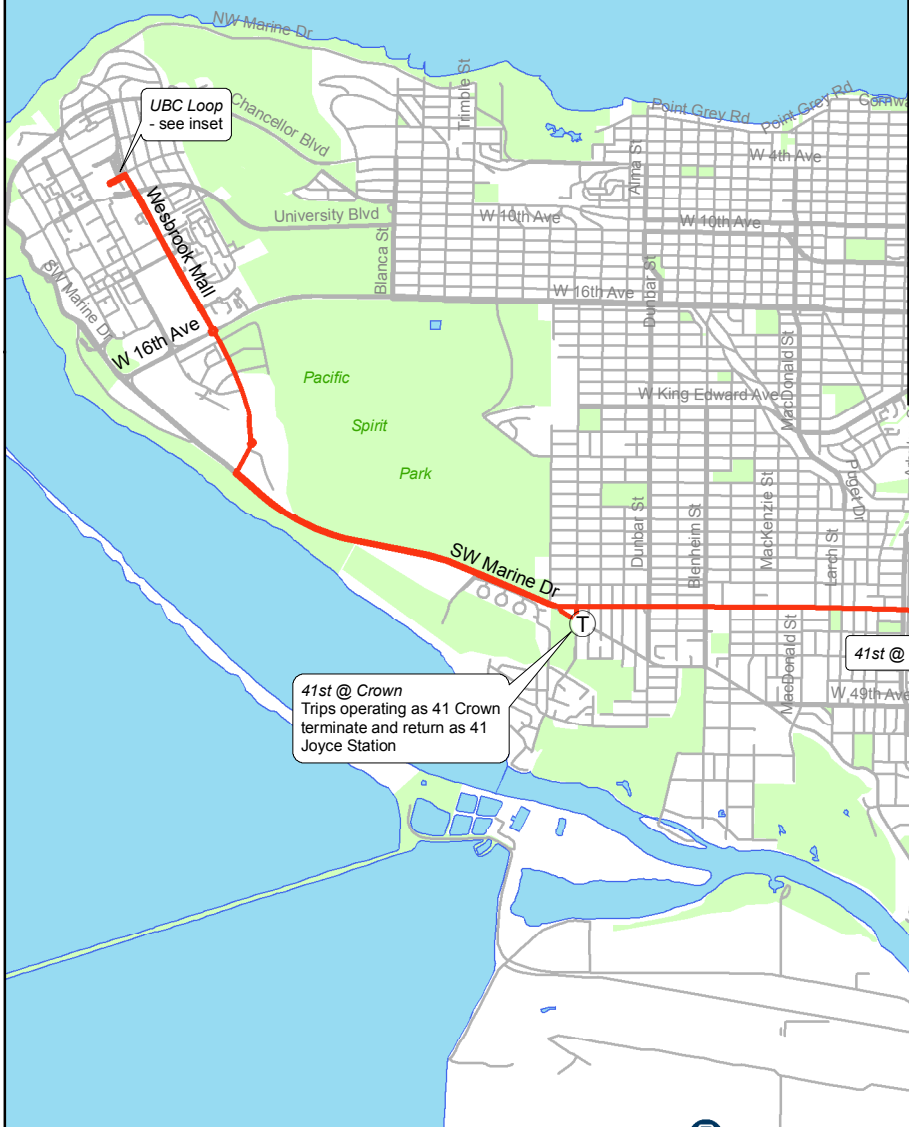 NW Marine Dr
UBC Loop
- see inset
Chancellor Blvd
Trimble St
Point Grey Rd
Point Grey Rd
W 4th Ave
Alma St
Wesbrook Mall
University Blvd
W 10th Ave
W 10th Ave
Blanca St
SW Marine Dr
W 16th Ave
W 16th Ave
Dunbar St
Pacific
Spirit
Park
W King Edward Ave
MacDonald St
Puget Dr
Dunbar St
Blenheim St
MacKenzie St
Larch St
SW Marine Dr
T
41st @
MacDonald St
W 49th Ave
41st @ Crown
Trips operating as 41 Crown
terminate and return as 41
Joyce Station